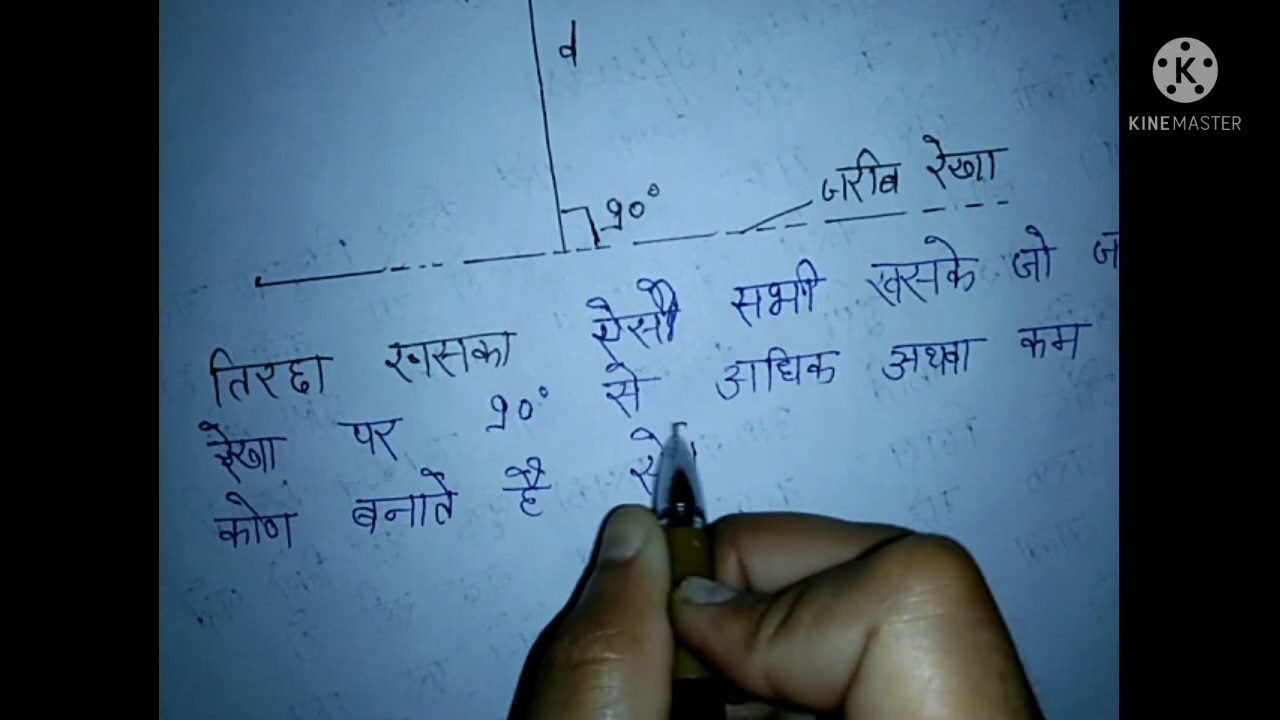 d
90°
जरीब रेखा
तिरछा खसका ऐसी सभी खसके जो ज
रेखा पर 90° से अधिक अथवा कम
कोण बनाते है
K
KINEMASTER